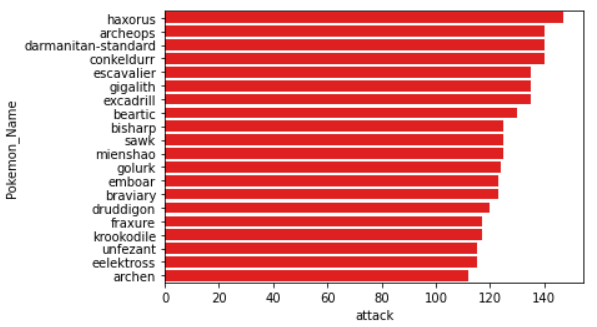 haxorus
archeops
darmanitan-standard
conkeldurr
escavalier
gigalith
excadrill
beartic
bisharp
sawk
mienshao
golurk
emboar
braviary
druddigon
fraxure
krookodile
unfezant
eelektross
archen
Pokemon_Name
0 20 40 60 80 100 120 140
attack